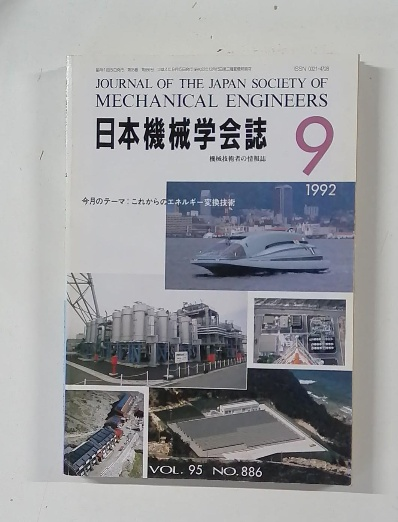 ISSN 0021-4728
JOURNAL OF THE JAPAN SOCIETY OF
MECHANICAL ENGINEERS
日本機械学会誌
9
機械技術者の情報誌
1992
今月のテーマ：これからのエネルギー変換技術
VOL. 95 NO. 886